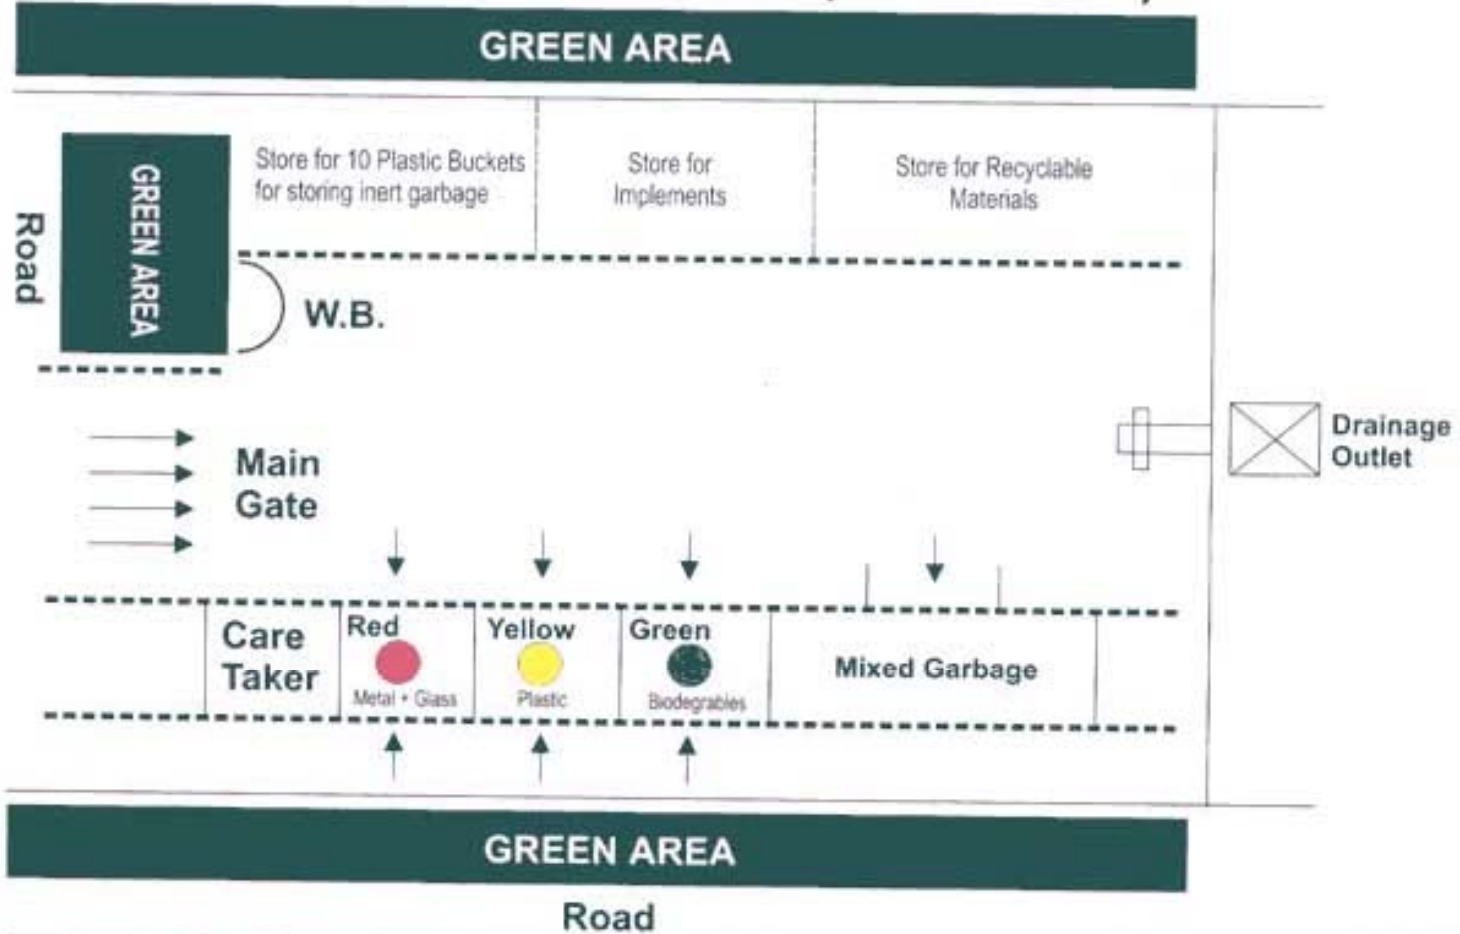 GREEN AREA
Road
GREEN AREA
Store for 10 Plastic Buckets
for storing inert garbage
Store for
Implements
Store for Recyclable
Materials
W.B.
Main
Gate
Drainage
Outlet
Care
Taker
Red
Metal + Glass
Yellow
Plastic
Green
Biodegrables
Mixed Garbage
GREEN AREA
Road